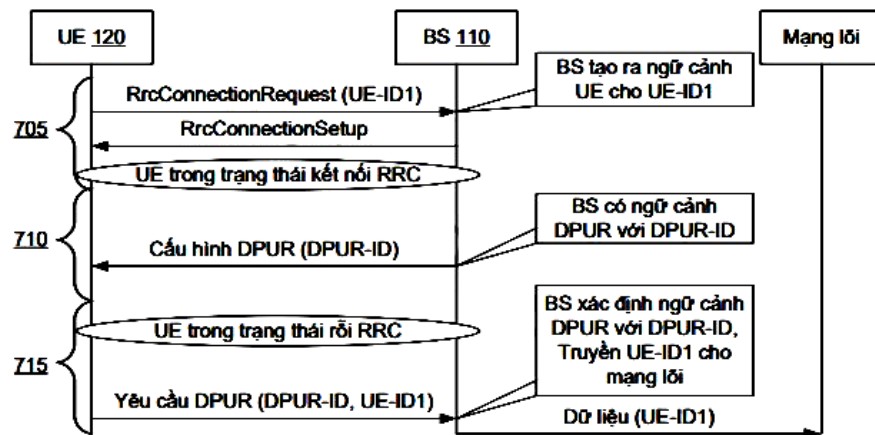 UE 120
BS 110
Mạng lõi
BS tạo ra ngữ cảnh
UE cho UE-ID1
RrcConnectionRequest (UE-ID1)
705
RrcConnectionSetup
UE trong trạng thái kết nối RRC
710
BS có ngữ cảnh
DPUR với DPUR-ID
Cấu hình DPUR (DPUR-ID)
BS xác định ngữ cảnh
DPUR với DPUR-ID,
Truyền UE-ID1 cho
mạng lõi
UE trong trạng thái rỗi RRC
715
Yêu cầu DPUR (DPUR-ID, UE-ID1)
Dữ liệu (UE-ID1)